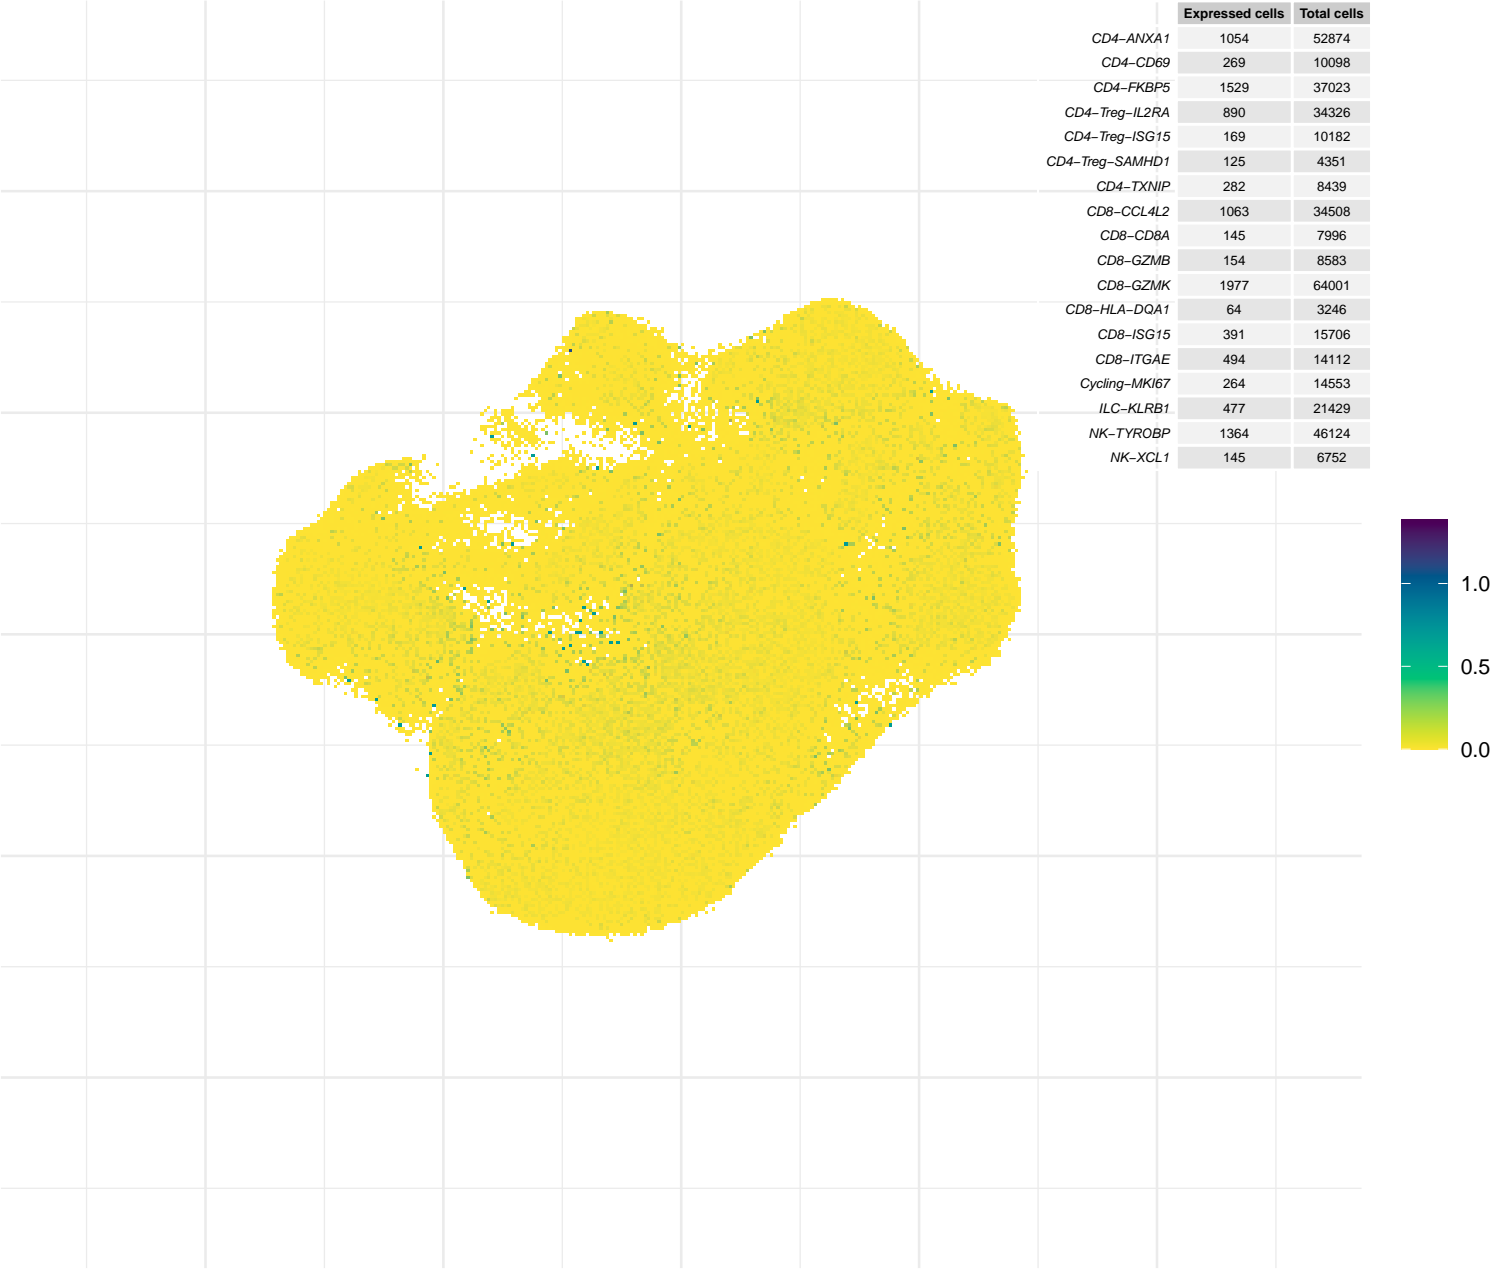 Expressed cells Total cells
CD4−ANXA1 1054 52874
CD4−CD69 269 10098
CD4−FKBP5 1529 37023
CD4−Treg−IL2RA 890 34326
CD4−Treg−ISG15 169 10182
CD4−Treg−SAMHD1 125 4351
CD4−TXNIP 282 8439
CD8−CCL4L2 1063 34508
CD8−CD8A 145 7996
CD8−GZMB 154 8583
CD8−GZMK 1977 64001
CD8−HLA−DQA1 64 3246
CD8−ISG15 391 15706
CD8−ITGAE 494 14112
Cycling−MKI67 264 14553
ILC−KLRB1 477 21429
NK−TYROBP 1364 46124
NK−XCL1 145 6752
1.0
0.5
0.0